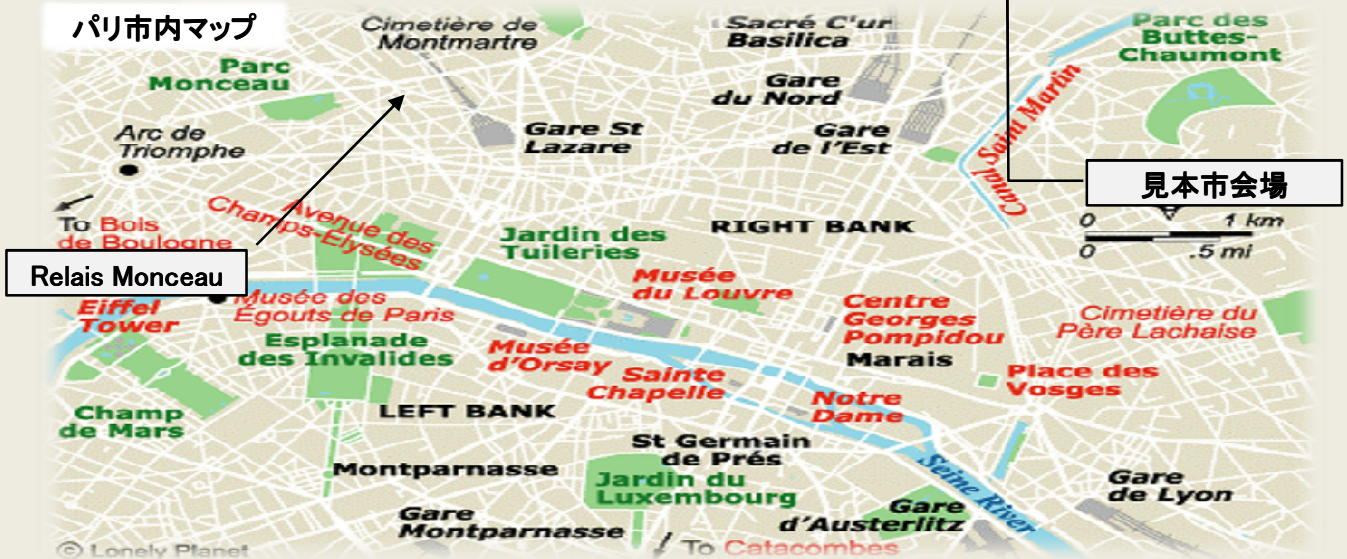 パリ市内マップ
Cimetière de
Montmartre
Sacré C'ur
Basilica
Parc des
Buttes-
Chaumont
Parc
Monceau
Gare
du Nord
Arc de
Triomphe
Gare St
Lazare
Gare
de l'Est
Canal Saint Martin
見本市会場
To Bois
de Boulogne
Avenue des
Champs-Elysées
Jardin des
Tuileries
RIGHT BANK
0 1 km
0 .5 mi
Relais Monceau
Musée
du Louvre
Eiffel
Tower
Musée des
Égouts de Paris
Centre
Georges
Pompidou
Cimetière du
Père Lachaise
Esplanade
des Invalides
Musée
d'Orsay
Marais
Sainte
Chapelle
Place des
Vosges
Champ
de Mars
LEFT BANK
Notre
Dame
St Germain
de Prés
Montparnasse
Jardin du
Luxembourg
Seine River
Gare
de Lyon
Gare
Montparnasse
Gare
d'Austerlitz
© Lonely Planet
To Catacombes